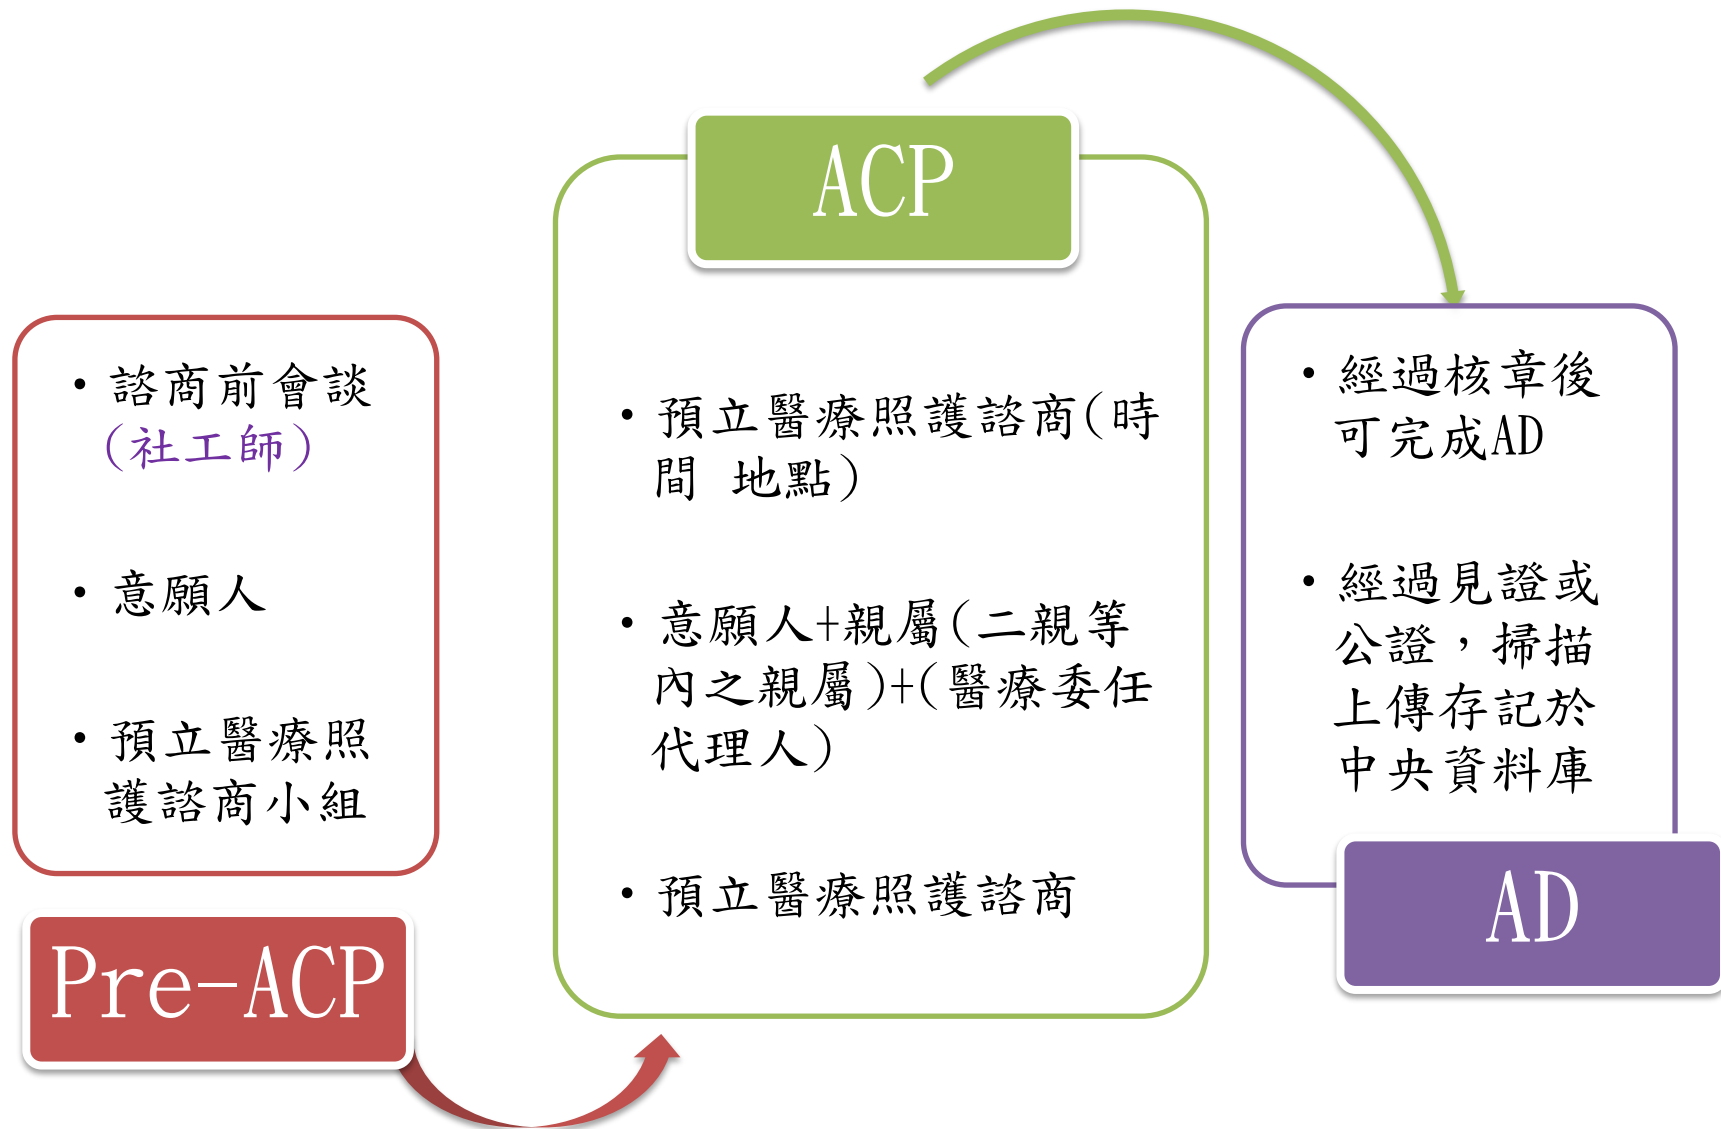 • 諮商前會談
(社工師)
• 意願人
• 預立醫療照
護諮商小組
Pre-ACP
ACP
• 預立醫療照護諮商(時
間 地點)
• 意願人+親屬(二親等
內之親屬)+(醫療委任
代理人)
• 預立醫療照護諮商
• 經過核章後
可完成AD
• 經過見證或
公證，掃描
上傳存記於
中央資料庫
AD